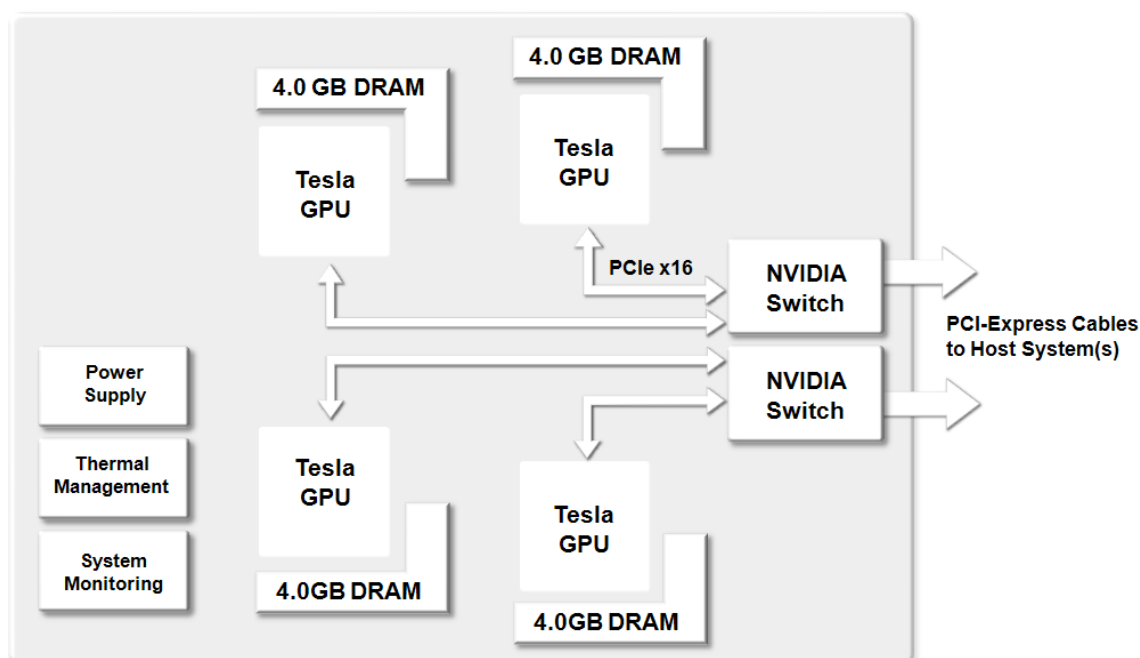 4.0 GB DRAM
4.0 GB DRAM
Tesla
GPU
Tesla
GPU
PCIe x16
NVIDIA
Switch
PCI-Express Cables
to Host System(s)
NVIDIA
Switch
Power
Supply
Thermal
Management
System
Monitoring
Tesla
GPU
Tesla
GPU
4.0GB DRAM
4.0GB DRAM